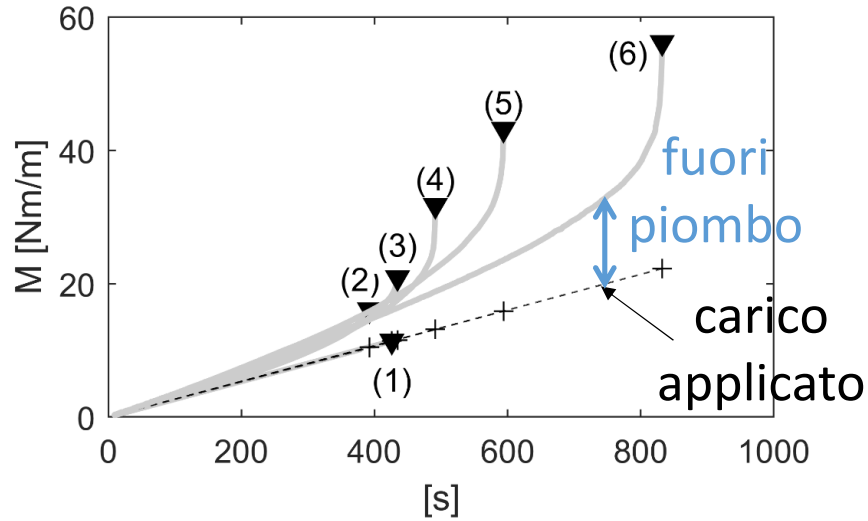 60
(6)
(5)
40
fuori
(4)
M [Nm/m]
piombo
(3)
(2)
20
carico
(1)
applicato
0
0 200 400 600 800 1000
[s]